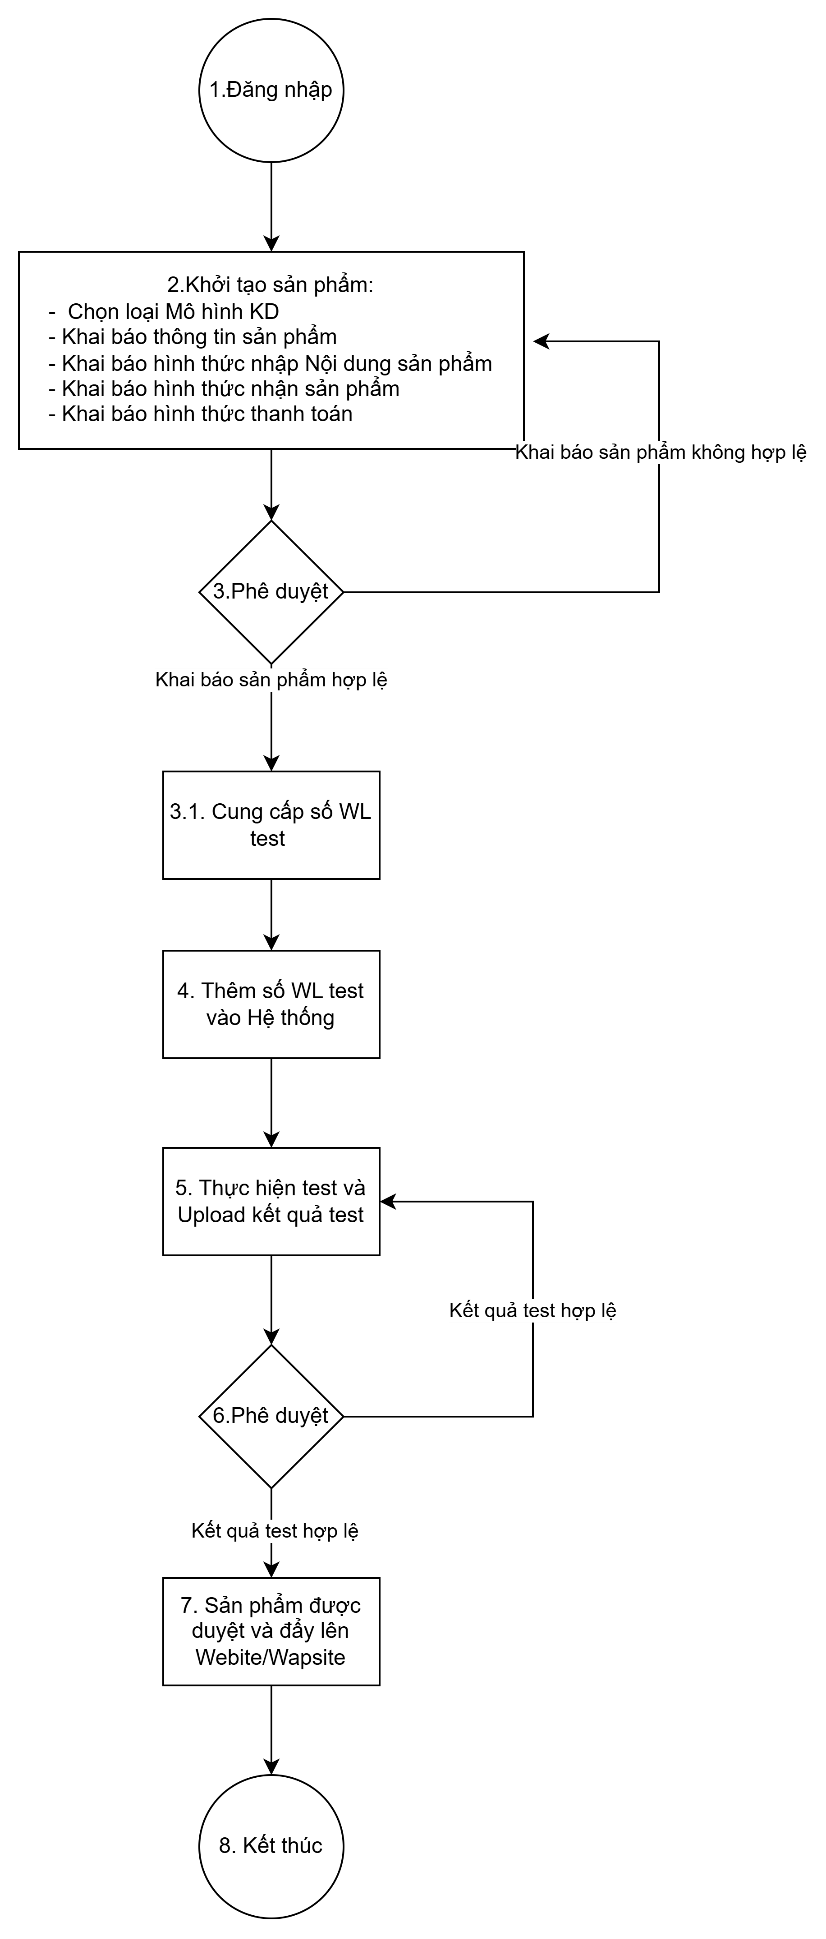 1.Đăng nhập
2.Khởi tạo sản phẩm:
- Chọn loại Mô hình KD
- Khai báo thông tin sản phẩm
- Khai báo hình thức nhập Nội dung sản phẩm
- Khai báo hình thức nhận sản phẩm
- Khai báo hình thức thanh toán
Khai báo sản phẩm không hợp lệ
3.Phê duyệt
Khai báo sản phẩm hợp lệ
3.1. Cung cấp số WL
test
4. Thêm số WL test
vào Hệ thống
5. Thực hiện test và
Upload kết quả test
Kết quả test hợp lệ
6.Phê duyệt
Kết quả test hợp lệ
7. Sản phẩm được
duyệt và đẩy lên
Webite/Wapsite
8. Kết thúc